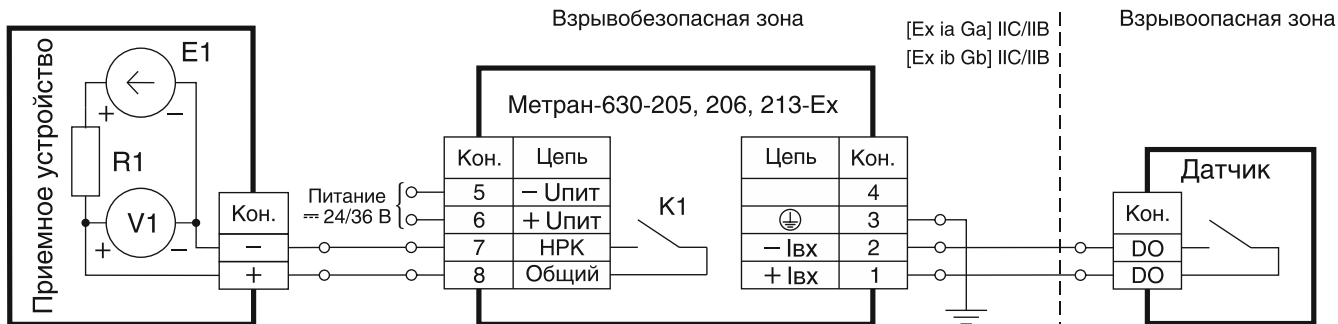 Взрывобезопасная зона
[Ex ia Ga] IIC/IIB
[Ex ib Gb] IIC/IIB
Взрывоопасная зона
Приемное устройство
E1
+ −
R1
V1
+ −
Кон.
−
+
Питание
⎓ 24/36 В
Метран-630-205, 206, 213-Ex
Кон. Цепь
5 − Uпит
6 + Uпит
7 НРК
8 Общий
K1
Цепь Кон.
4
3
− Iвх 2
+ Iвх 1
Датчик
Кон.
DO
DO